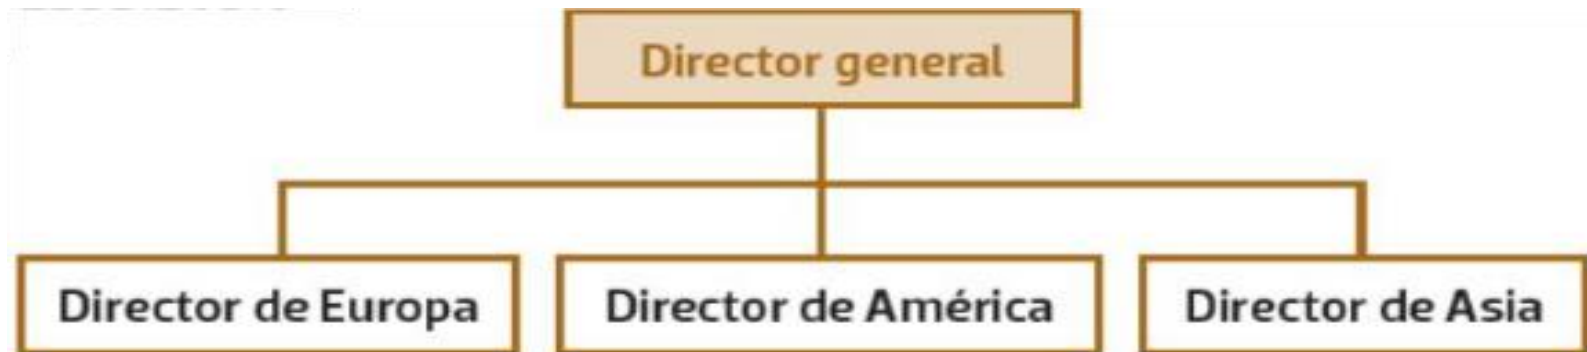 Director general
Director de Europa
Director de América
Director de Asia